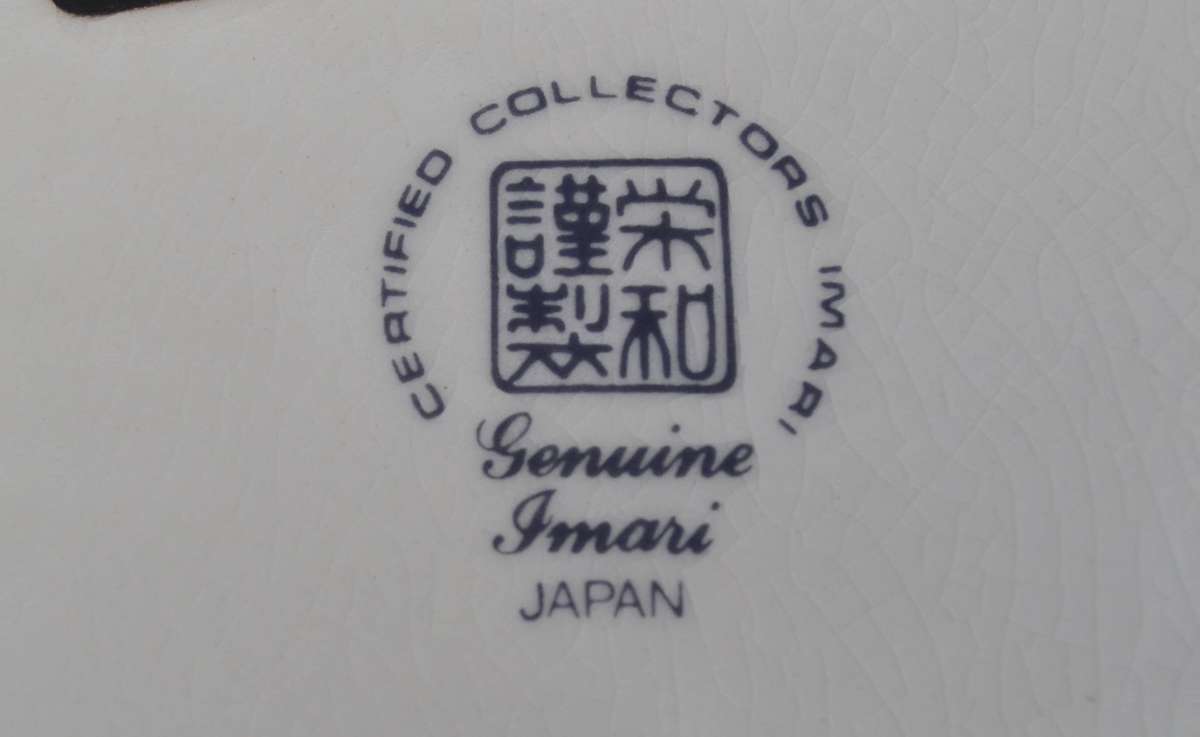 CERTIFIED COLLECTORS IMARI
栄和
謹製
Genuine
Imari
JAPAN